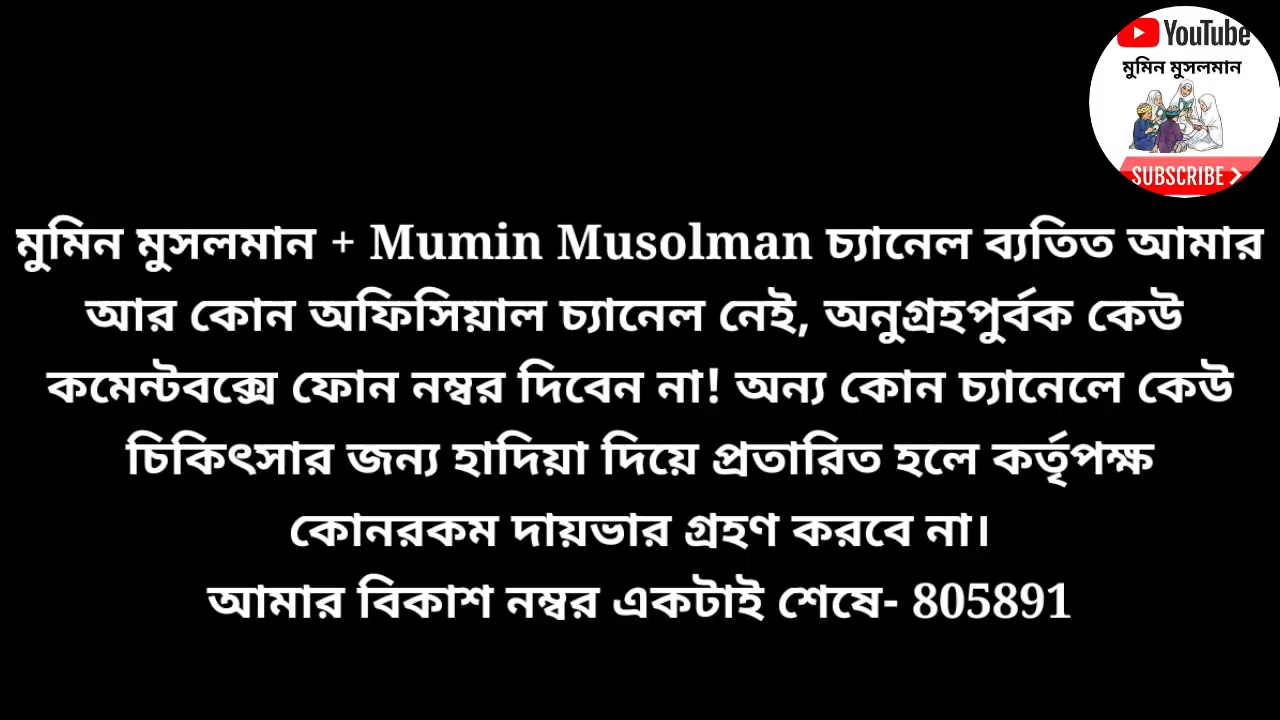 YouTube
মুমিন মুসলমান
SUBSCRIBE
মুমিন মুসলমান + Mumin Musolman চ্যানেল ব্যতিত আমার
আর কোন অফিসিয়াল চ্যানেল নেই, অনুগ্রহপুর্বক কেউ
কমেন্টবক্সে ফোন নম্বর দিবেন না! অন্য কোন চ্যানেলে কেউ
চিকিৎসার জন্য হাদিয়া দিয়ে প্রতারিত হলে কর্তৃপক্ষ
কোনরকম দায়ভার গ্রহণ করবে না।
আমার বিকাশ নম্বর একটাই শেষে- 805891